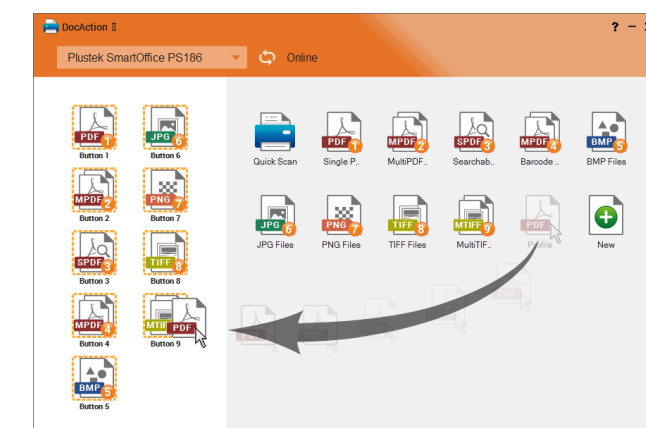 DocAction II
? -
Plustek SmartOffice PS186
Online
PDF 1
Button 1
JPG 6
Button 6
MPDF 2
Button 2
PNG 7
Button 7
SPDF 3
Button 3
TIFF 8
Button 8
MPDF 4
Button 4
MTIF PDF
Button 9
BMP 5
Button 5
Quick Scan
PDF 1
Single P..
MPDF 2
MultiPDF..
SPDF 3
Searchab..
MPDF 4
Barcode ..
BMP 5
BMP Files
JPG 6
JPG Files
PNG 7
PNG Files
TIFF 8
TIFF Files
MTIFF 9
MultiTIF..
PDF
Profile
New
PDF